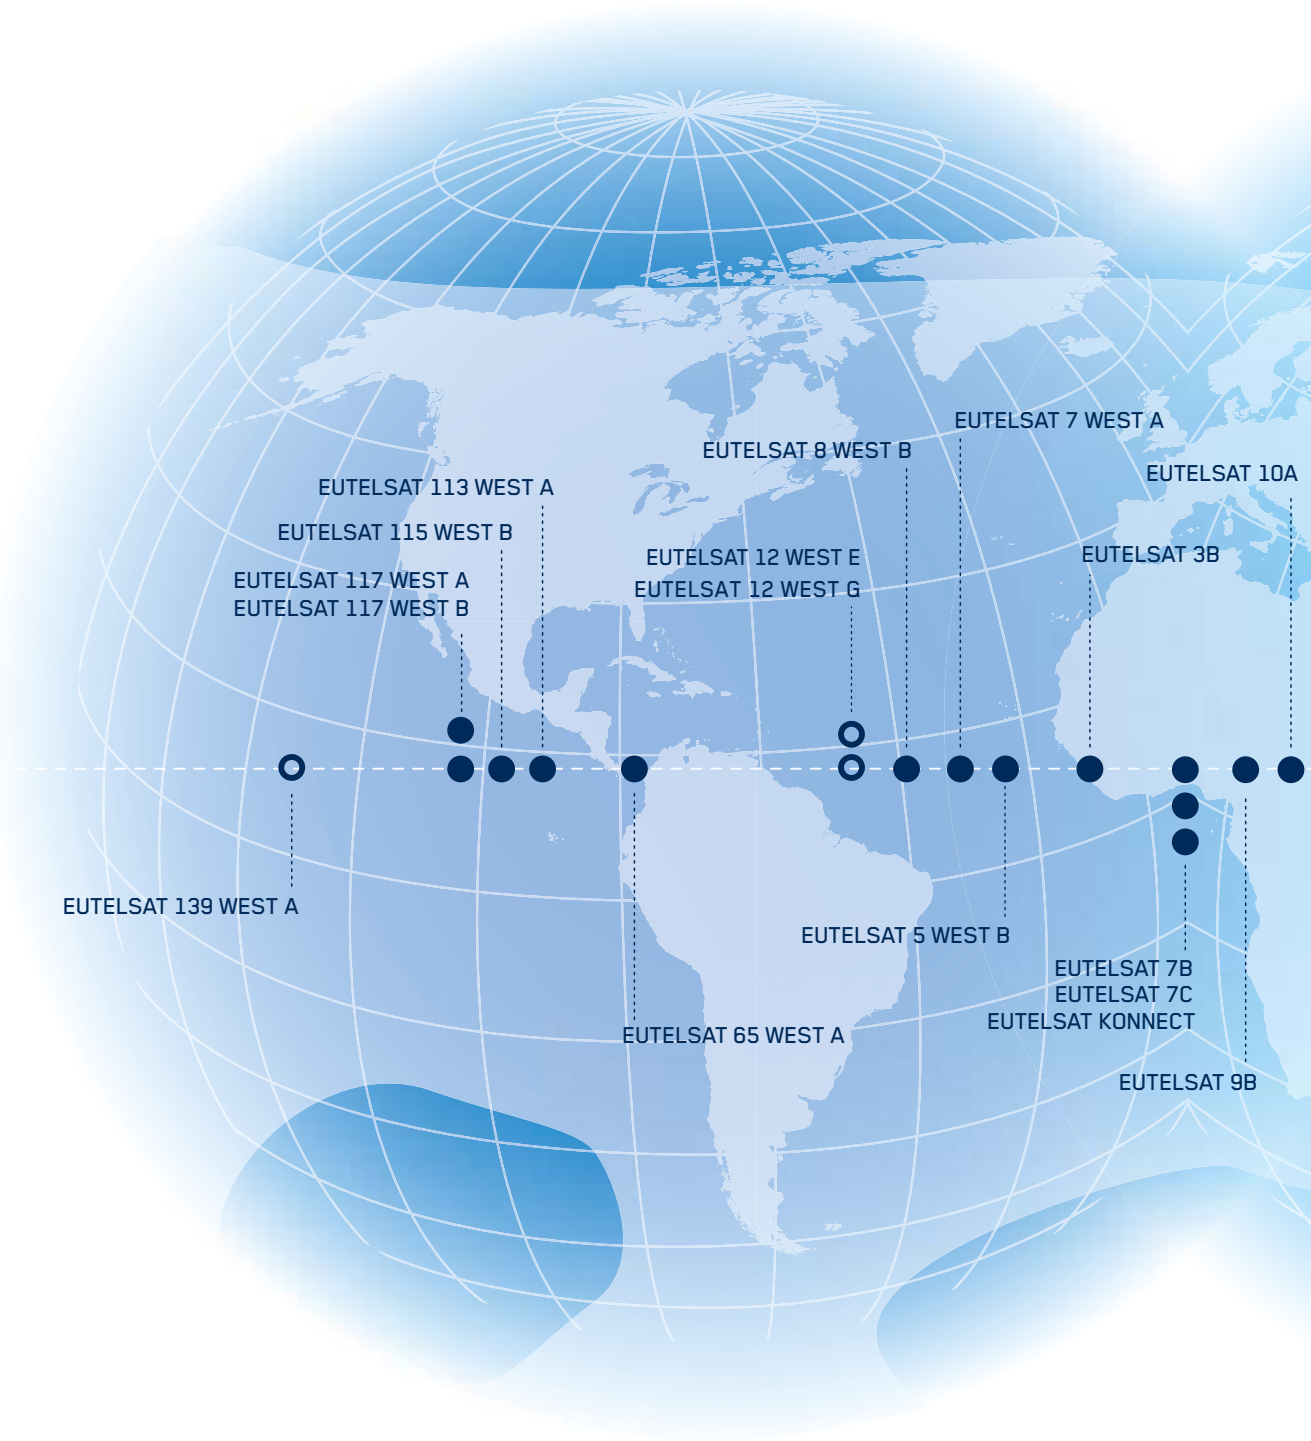 EUTELSAT 7 WEST A
EUTELSAT 8 WEST B
EUTELSAT 10A
EUTELSAT 113 WEST A
EUTELSAT 115 WEST B
EUTELSAT 12 WEST E
EUTELSAT 12 WEST G
EUTELSAT 3B
EUTELSAT 117 WEST A
EUTELSAT 117 WEST B
EUTELSAT 139 WEST A
EUTELSAT 5 WEST B
EUTELSAT 7B
EUTELSAT 7C
EUTELSAT KONNECT
EUTELSAT 65 WEST A
EUTELSAT 9B